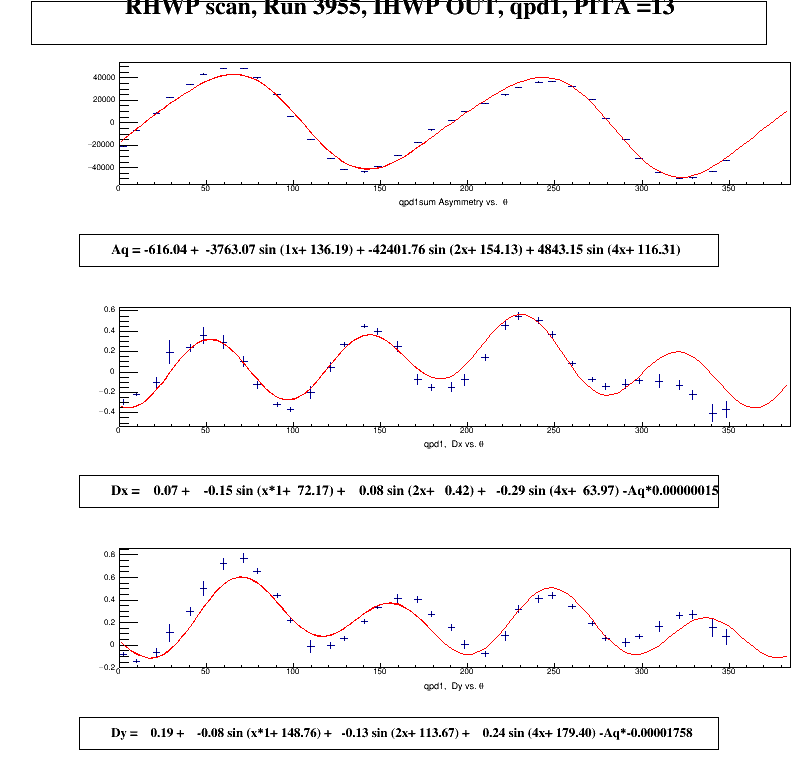 RHWP scan, Run 3955, IHWP OUT, qpd1, PITA =13
40000
20000
0
−20000
−40000
0 50 100 150 200 250 300 350
qpd1sum Asymmetry vs. θ
Aq = -616.04 + -3763.07 sin (1x+ 136.19) + -42401.76 sin (2x+ 154.13) + 4843.15 sin (4x+ 116.31)
0.6
0.4
0.2
0
−0.2
−0.4
0 50 100 150 200 250 300 350
qpd1, Dx vs. θ
Dx = 0.07 + -0.15 sin (x*1+ 72.17) + 0.08 sin (2x+ 0.42) + -0.29 sin (4x+ 63.97) -Aq*0.00000015
0.8
0.6
0.4
0.2
0
−0.2
0 50 100 150 200 250 300 350
qpd1, Dy vs. θ
Dy = 0.19 + -0.08 sin (x*1+ 148.76) + -0.13 sin (2x+ 113.67) + 0.24 sin (4x+ 179.40) -Aq*-0.00001758